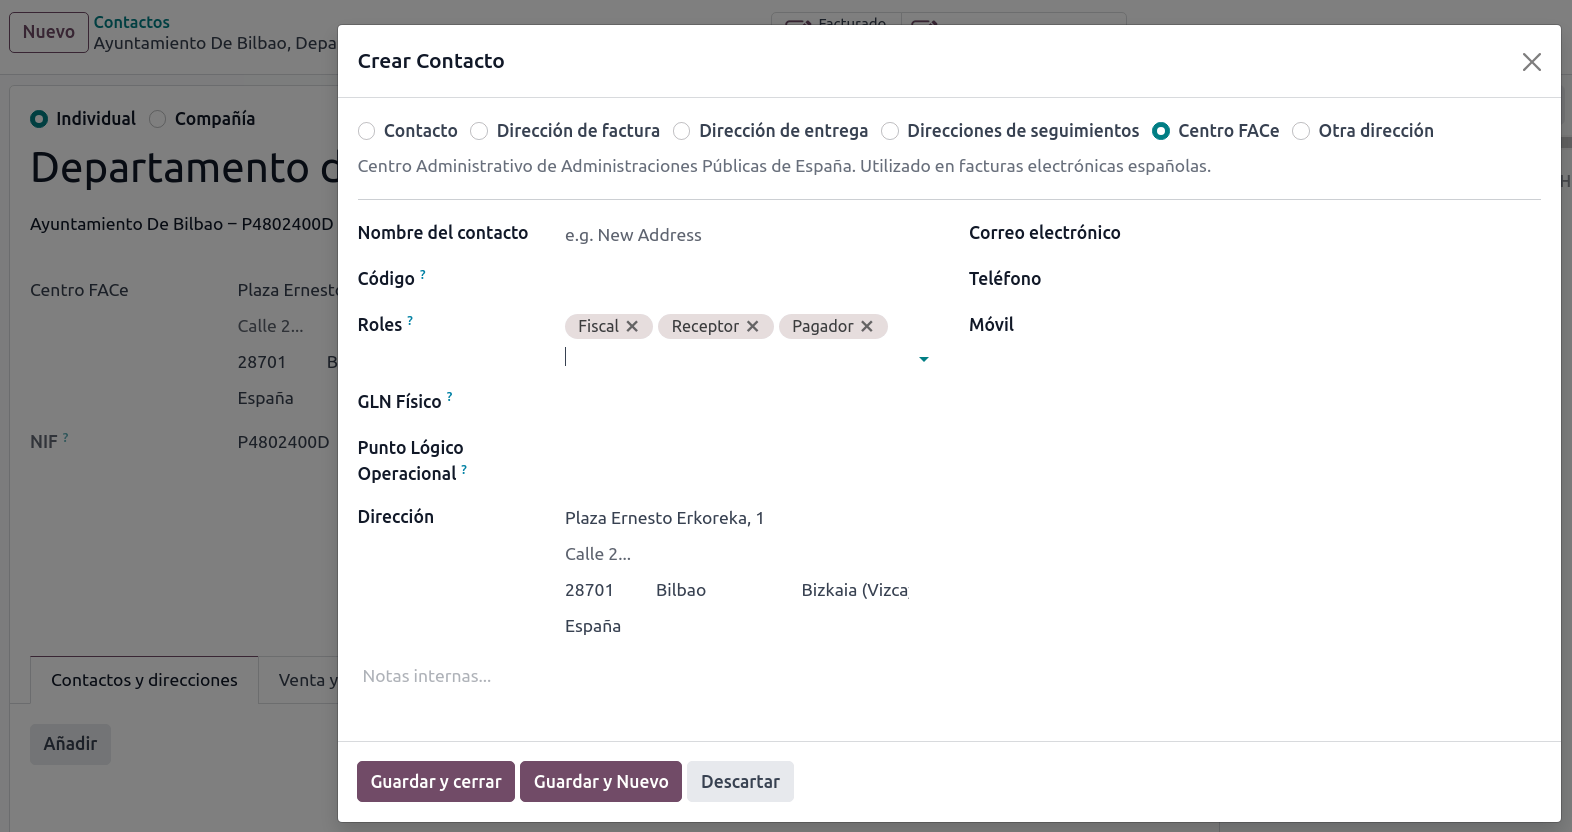 Nuevo
Contactos
Ayuntamiento De Bilbao, Depa
Facturado
Individual
Compañía
Departamento d
Ayuntamiento De Bilbao – P4802400D
Centro FACe
Plaza Ernesto
Calle 2...
28701 B
España
NIF ?
P4802400D
Contactos y direcciones
Venta y
Añadir
H
Crear Contacto
Contacto
Dirección de factura
Dirección de entrega
Direcciones de seguimientos
Centro FACe
Otra dirección
Centro Administrativo de Administraciones Públicas de España. Utilizado en facturas electrónicas españolas.
Nombre del contacto
e.g. New Address
Código ?
Roles ?
Fiscal ✕ Receptor ✕ Pagador ✕
GLN Físico ?
Punto Lógico
Operacional ?
Dirección
Plaza Ernesto Erkoreka, 1
Calle 2...
28701 Bilbao Bizkaia (Vizca
España
Correo electrónico
Teléfono
Móvil
Notas internas...
Guardar y cerrar
Guardar y Nuevo
Descartar